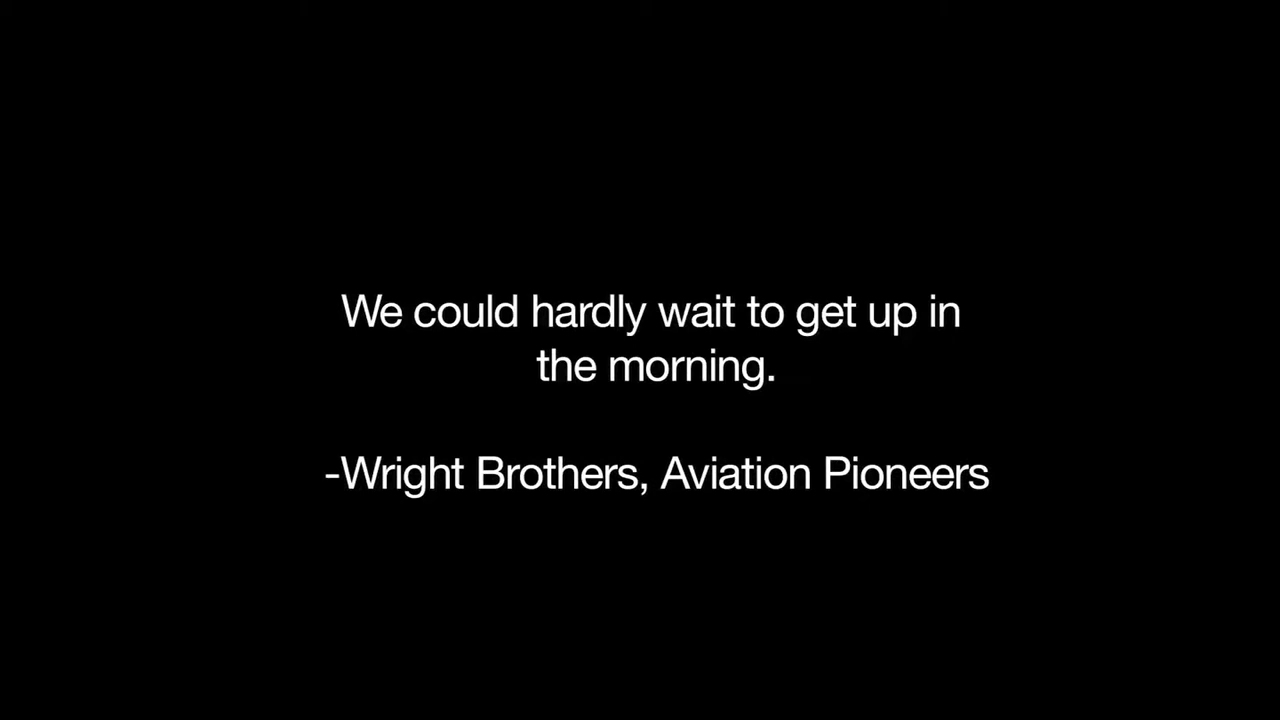 We could hardly wait to get up in
the morning.
-Wright Brothers, Aviation Pioneers